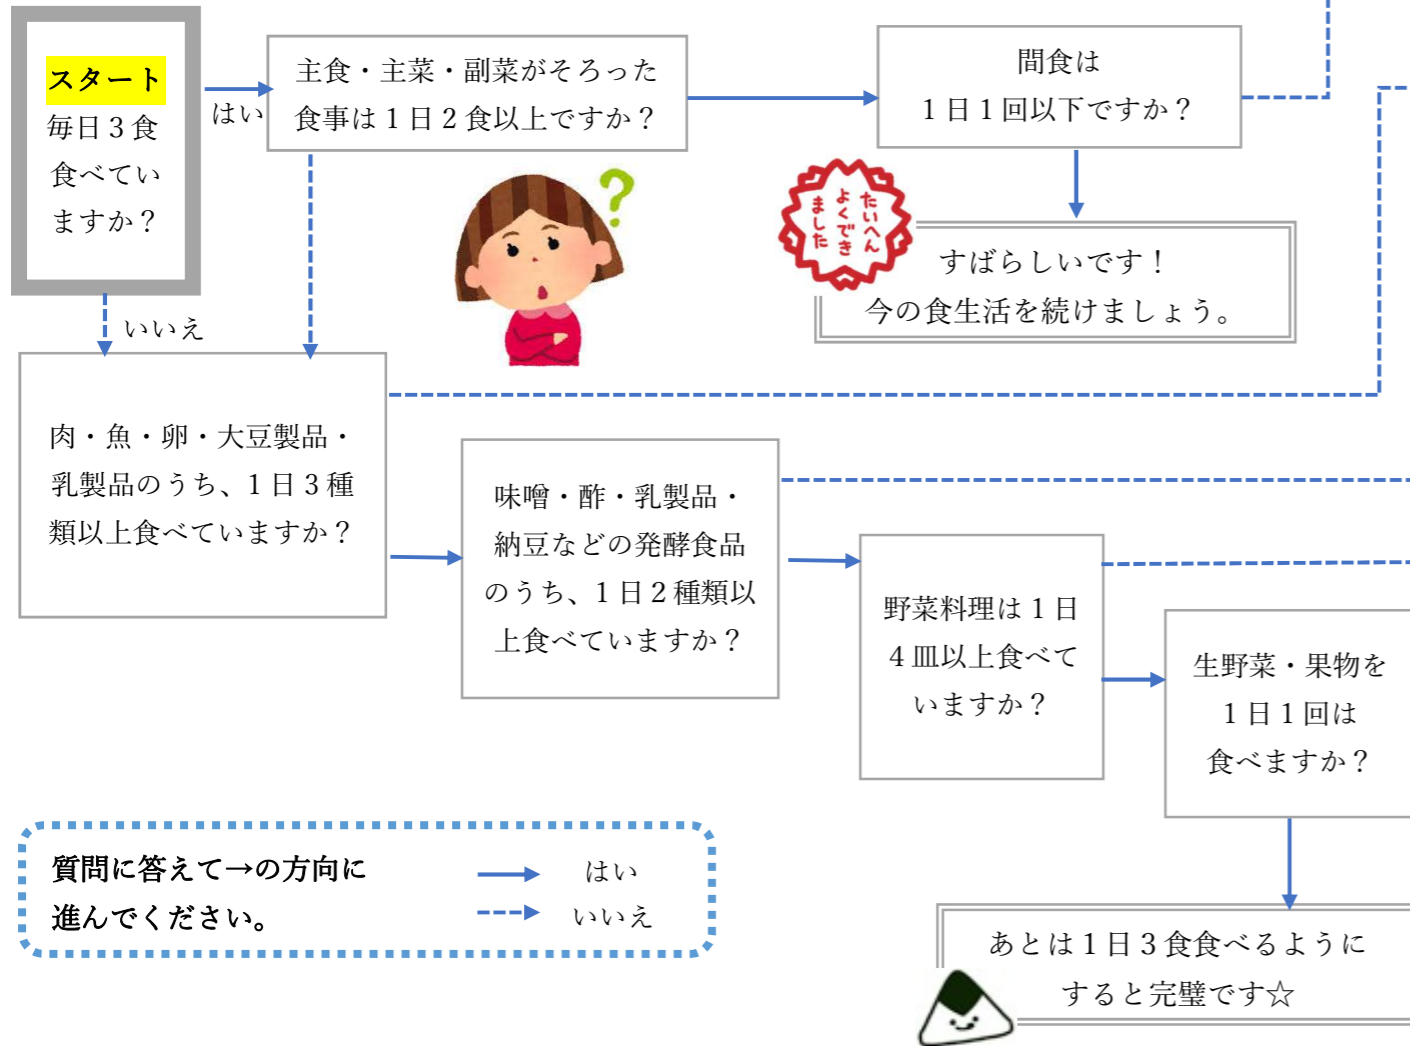 スタート
毎日３食
食べてい
ますか？
はい
いいえ
主食・主菜・副菜がそろった
食事は１日２食以上ですか？
間食は
１日１回以下ですか？
たいへん
よくでき
ました
すばらしいです！
今の食生活を続けましょう。
肉・魚・卵・大豆製品・
乳製品のうち、１日３種
類以上食べていますか？
味噌・酢・乳製品・
納豆などの発酵食品
のうち、１日２種類以
上食べていますか？
野菜料理は１日
４皿以上食べて
いますか？
生野菜・果物を
１日１回は
食べますか？
質問に答えて→の方向に
進んでください。
はい
いいえ
あとは１日３食食べるように
すると完璧です☆